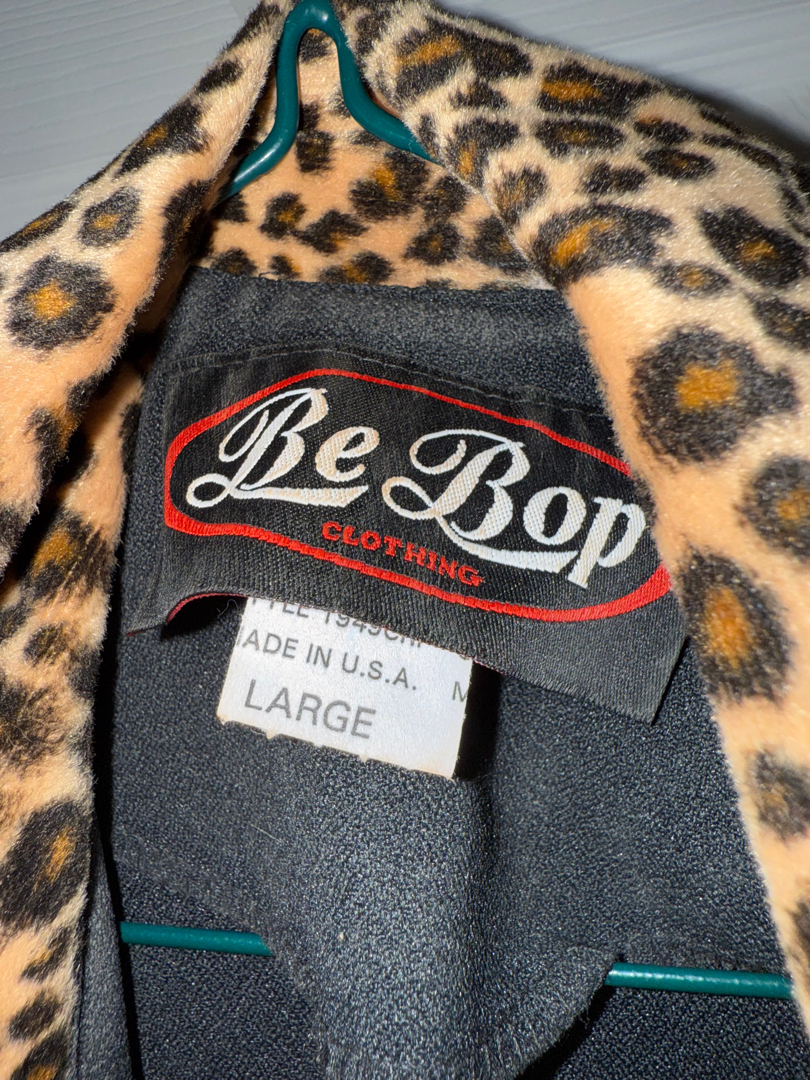 Be Bop
CLOTHING
ADE IN U.S.A. M
LARGE